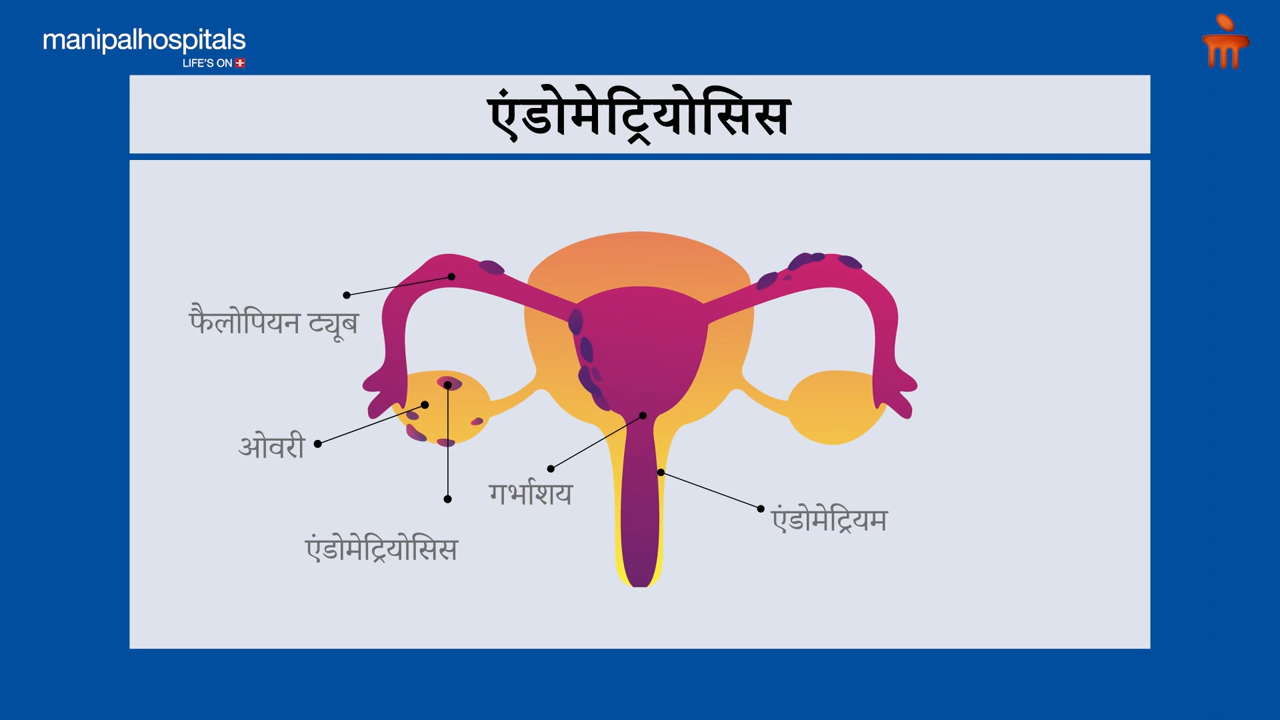 manipalhospitals
LIFE'S ON
एंडोमेट्रियोसिस
फैलोपियन ट्यूब
ओवरी
गर्भाशय
एंडोमेट्रियम
एंडोमेट्रियोसिस